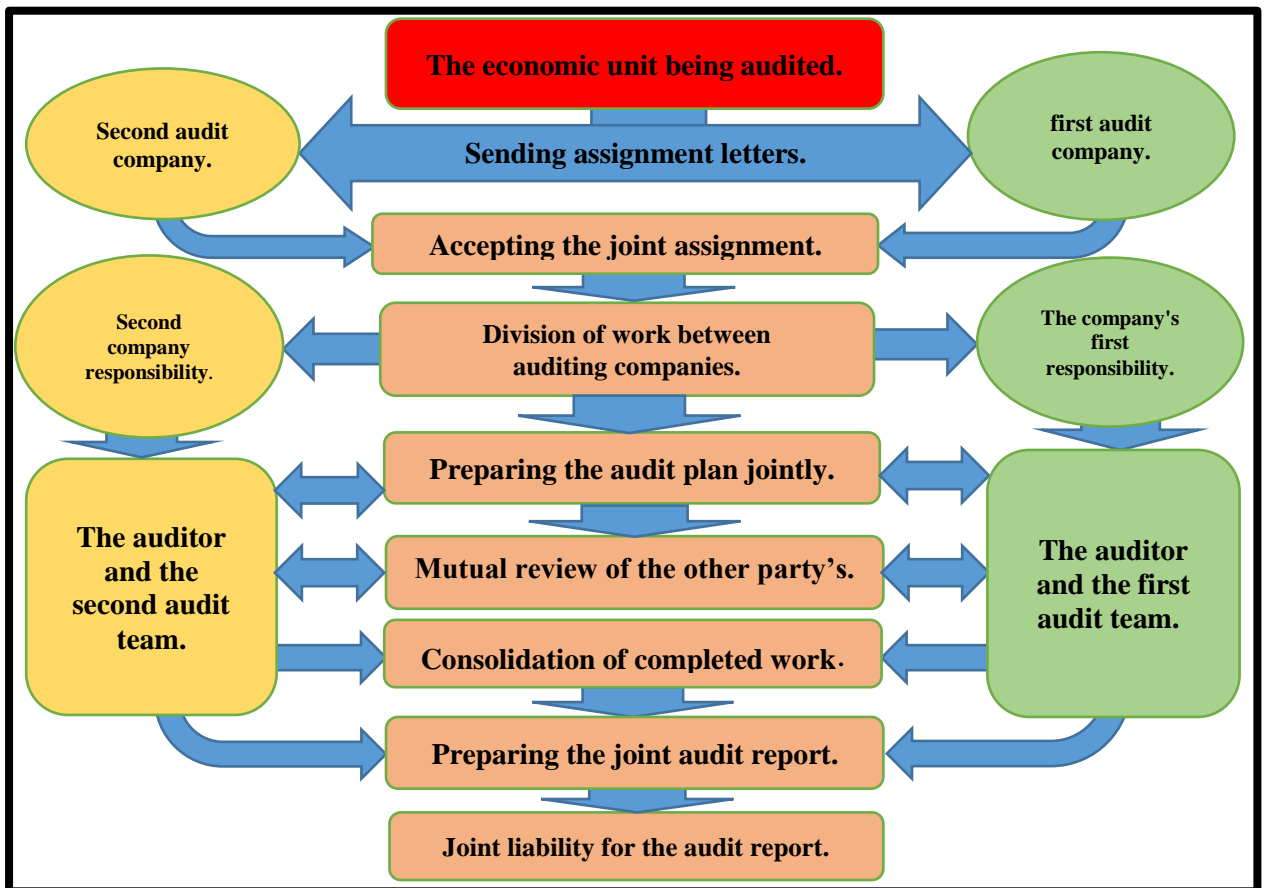 The economic unit being audited.
Second audit
company.
Sending assignment letters.
first audit
company.
Accepting the joint assignment.
Second
company
responsibility.
Division of work between
auditing companies.
The company's
first
responsibility.
Preparing the audit plan jointly.
The auditor
and the
second audit
team.
Mutual review of the other party’s.
The auditor
and the first
audit team.
Consolidation of completed work.
Preparing the joint audit report.
Joint liability for the audit report.